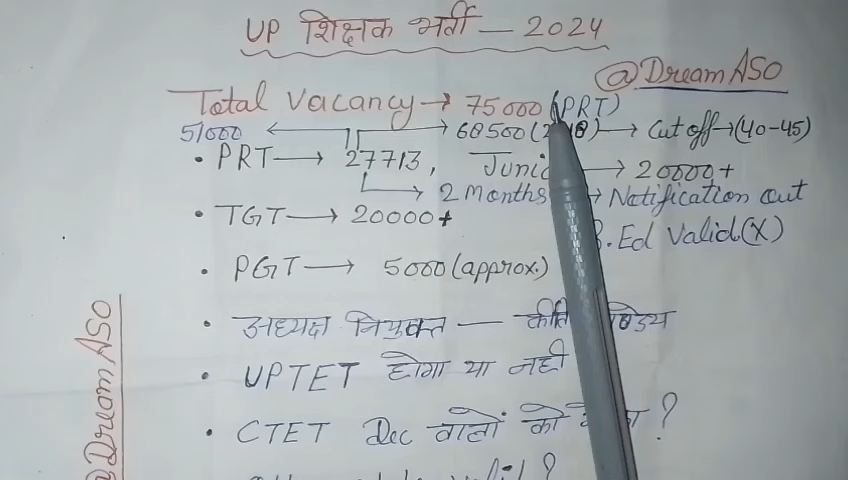 UP शिक्षक भर्ती — 2024
@DreamASO
Total Vacancy → 75000 (PRT)
51000 ← → 68500 ( ) → Cut off → (40-45)
• PRT → 27713, → 20000+
→ 2 Months → Notification out
• TGT → 20000+ B.Ed Valid (X)
• PGT → 5000 (approx.)
• अध्यक्ष नियुक्त —
• UPTET होगा या नही
• CTET Dec वालों को ?
@DreamASO